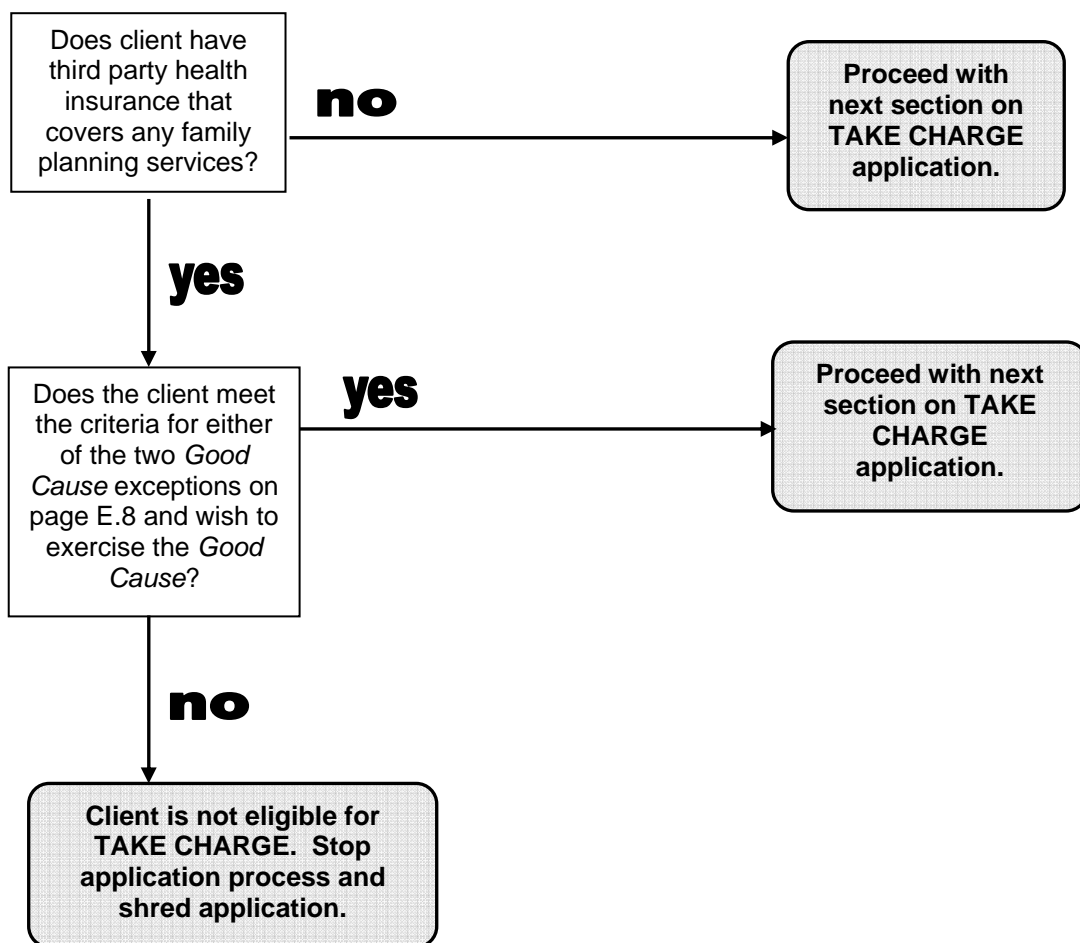 Does client have
third party health
insurance that
covers any family
planning services?
no
Proceed with
next section on
TAKE CHARGE
application.
yes
Does the client meet
the criteria for either
of the two Good
Cause exceptions on
page E.8 and wish to
exercise the Good
Cause?
yes
Proceed with next
section on TAKE
CHARGE
application.
no
Client is not eligible for
TAKE CHARGE.  Stop
application process and
shred application.